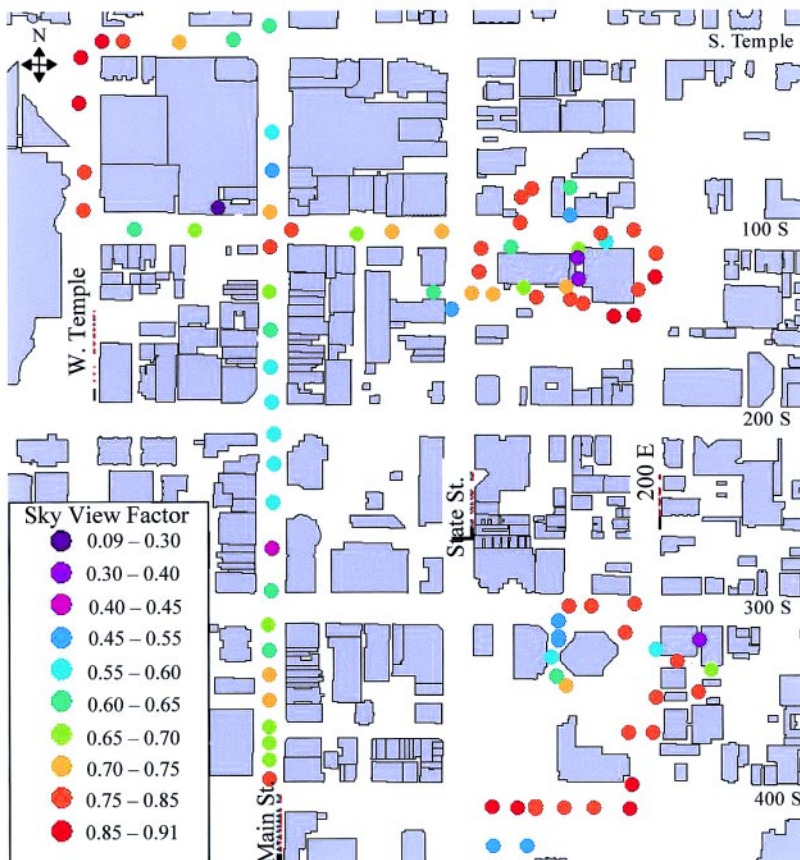 N
S. Temple
100 S
W. Temple
200 S
State St.
200 E
Sky View Factor
0.09 – 0.30
0.30 – 0.40
0.40 – 0.45
0.45 – 0.55
0.55 – 0.60
0.60 – 0.65
0.65 – 0.70
0.70 – 0.75
0.75 – 0.85
0.85 – 0.91
300 S
Main St.
400 S